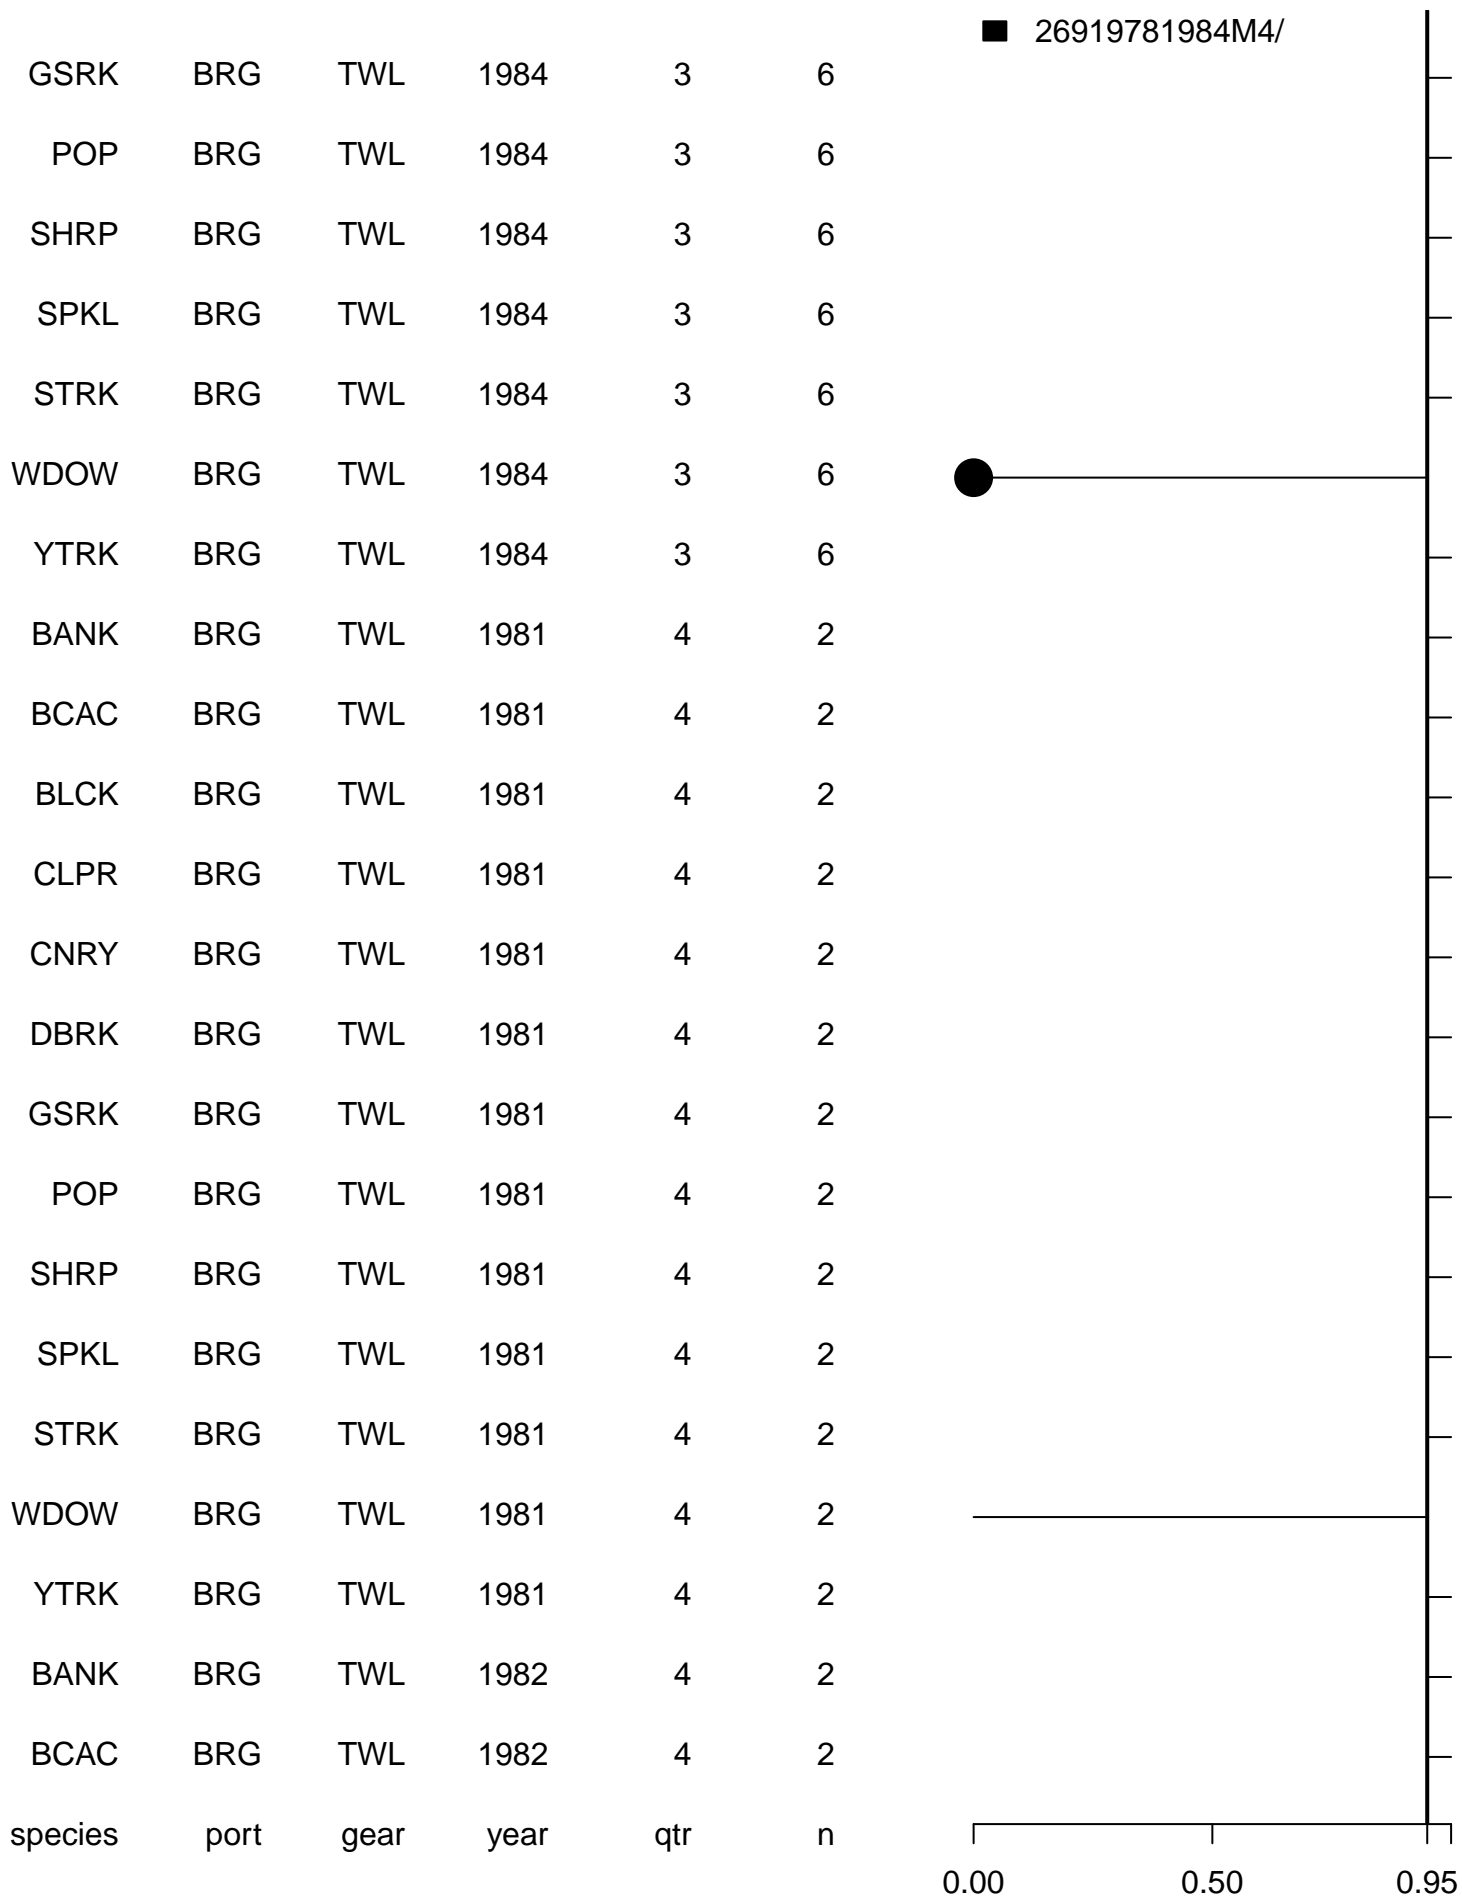 26919781984M4/
GSRK BRG TWL 1984 3 6
POP BRG TWL 1984 3 6
SHRP BRG TWL 1984 3 6
SPKL BRG TWL 1984 3 6
STRK BRG TWL 1984 3 6
WDOW BRG TWL 1984 3 6
YTRK BRG TWL 1984 3 6
BANK BRG TWL 1981 4 2
BCAC BRG TWL 1981 4 2
BLCK BRG TWL 1981 4 2
CLPR BRG TWL 1981 4 2
CNRY BRG TWL 1981 4 2
DBRK BRG TWL 1981 4 2
GSRK BRG TWL 1981 4 2
POP BRG TWL 1981 4 2
SHRP BRG TWL 1981 4 2
SPKL BRG TWL 1981 4 2
STRK BRG TWL 1981 4 2
WDOW BRG TWL 1981 4 2
YTRK BRG TWL 1981 4 2
BANK BRG TWL 1982 4 2
BCAC BRG TWL 1982 4 2
species port gear year qtr n
0.00 0.50 0.95